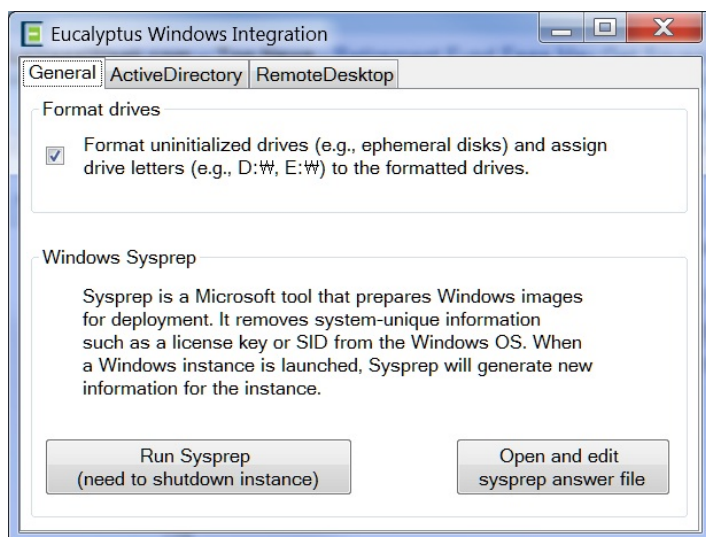 Eucalyptus Windows Integration
General ActiveDirectory RemoteDesktop
Format drives
Format uninitialized drives (e.g., ephemeral disks) and assign
drive letters (e.g., D:₩, E:₩) to the formatted drives.
Windows Sysprep
Sysprep is a Microsoft tool that prepares Windows images
for deployment. It removes system-unique information
such as a license key or SID from the Windows OS. When
a Windows instance is launched, Sysprep will generate new
information for the instance.
Run Sysprep
(need to shutdown instance)
Open and edit
sysprep answer file